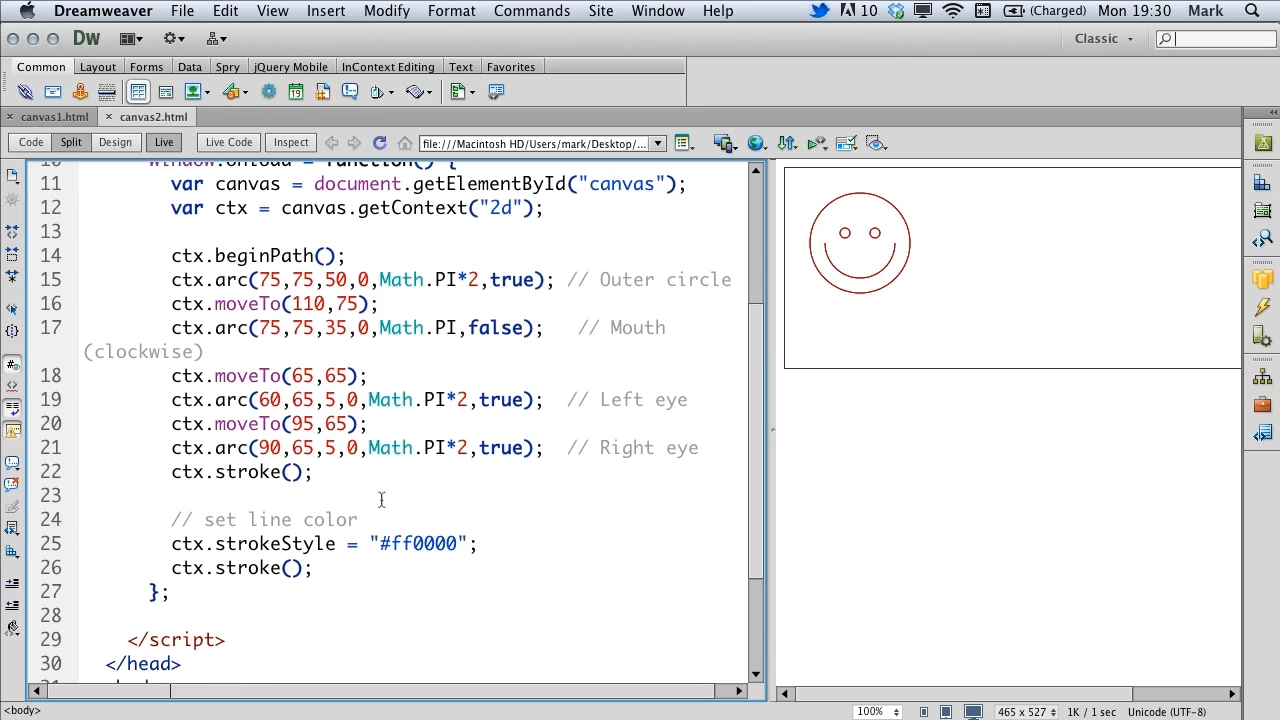 Dreamweaver File Edit View Insert Modify Format Commands Site Window Help 10 (Charged) Mon 19:30 Mark
Dw Classic
Common Layout Forms Data Spry jQuery Mobile InContext Editing Text Favorites
19
canvas1.html canvas2.html
Code Split Design Live Live Code Inspect file:///Macintosh HD/Users/mark/Desktop/...
10 window.onload = function() {
11 var canvas = document.getElementById("canvas");
12 var ctx = canvas.getContext("2d");
13
14 ctx.beginPath();
15 ctx.arc(75,75,50,0,Math.PI*2,true); // Outer circle
16 ctx.moveTo(110,75);
17 ctx.arc(75,75,35,0,Math.PI,false); // Mouth
(clockwise)
18 ctx.moveTo(65,65);
19 ctx.arc(60,65,5,0,Math.PI*2,true); // Left eye
20 ctx.moveTo(95,65);
21 ctx.arc(90,65,5,0,Math.PI*2,true); // Right eye
22 ctx.stroke();
23
24 // set line color
25 ctx.strokeStyle = "#ff0000";
26 ctx.stroke();
27 };
28
29 </script>
30 </head>
<body> 100% 465 x 527 1K / 1 sec Unicode (UTF-8)